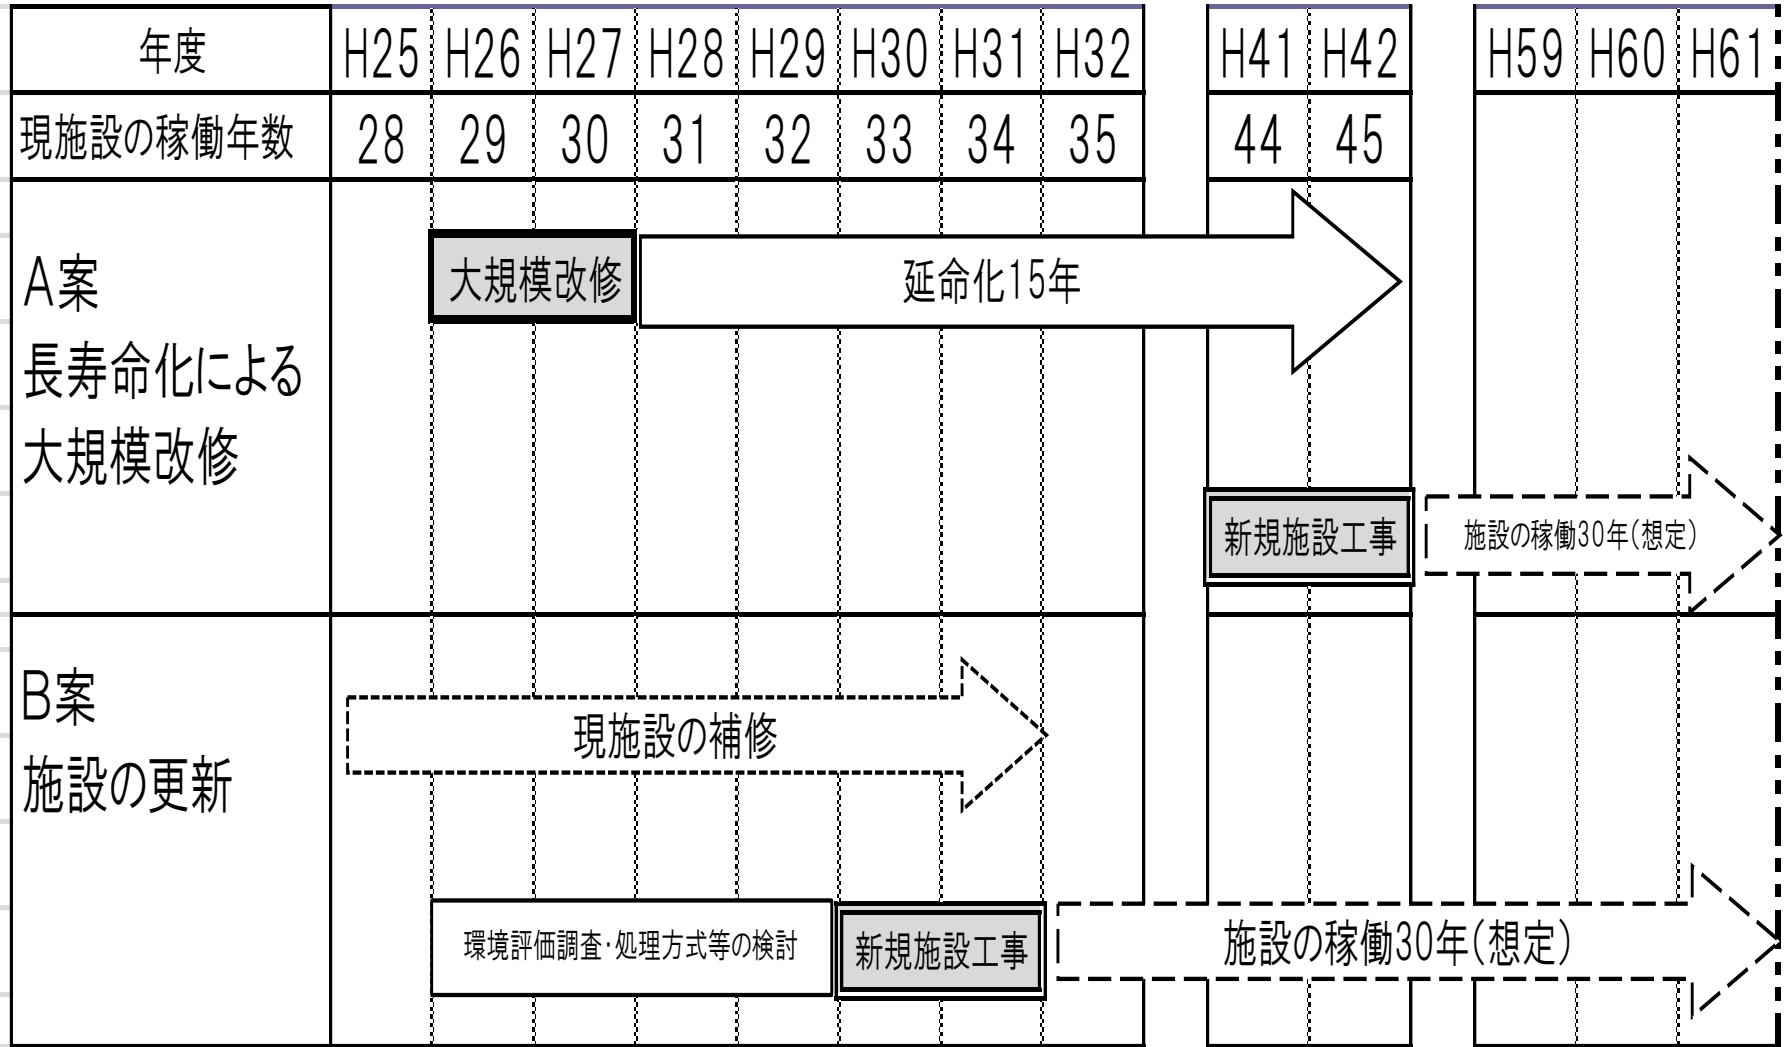 年度 H25 H26 H27 H28 H29 H30 H31 H32 H41 H42 H59 H60 H61
現施設の稼働年数 28 29 30 31 32 33 34 35 44 45
A案
長寿命化による
大規模改修
大規模改修 延命化15年
新規施設工事 施設の稼働30年(想定)
B案
施設の更新
現施設の補修
環境評価調査・処理方式等の検討 新規施設工事 施設の稼働30年(想定)